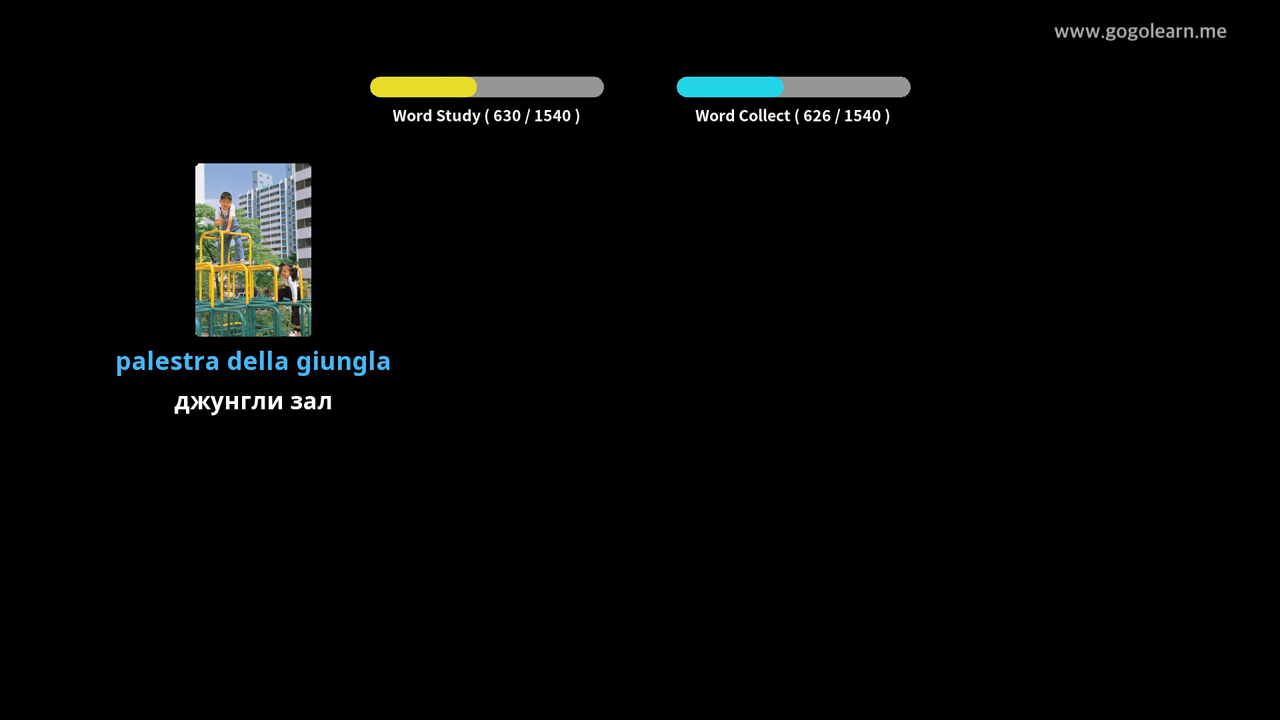 www.gogolearn.me
Word Study ( 630 / 1540 )
Word Collect ( 626 / 1540 )
palestra della giungla
джунгли зал